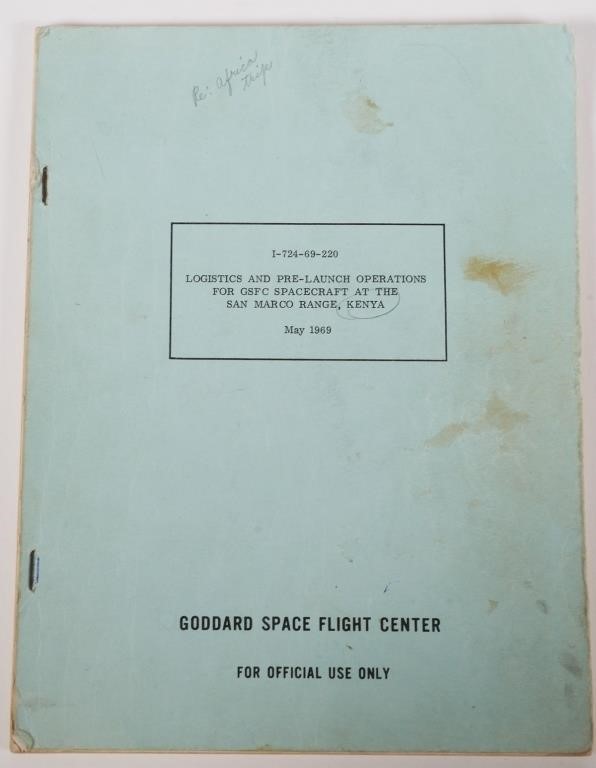 Re: Africa
trip
I-724-69-220
LOGISTICS AND PRE-LAUNCH OPERATIONS
FOR GSFC SPACECRAFT AT THE
SAN MARCO RANGE, KENYA
May 1969
GODDARD SPACE FLIGHT CENTER
FOR OFFICIAL USE ONLY